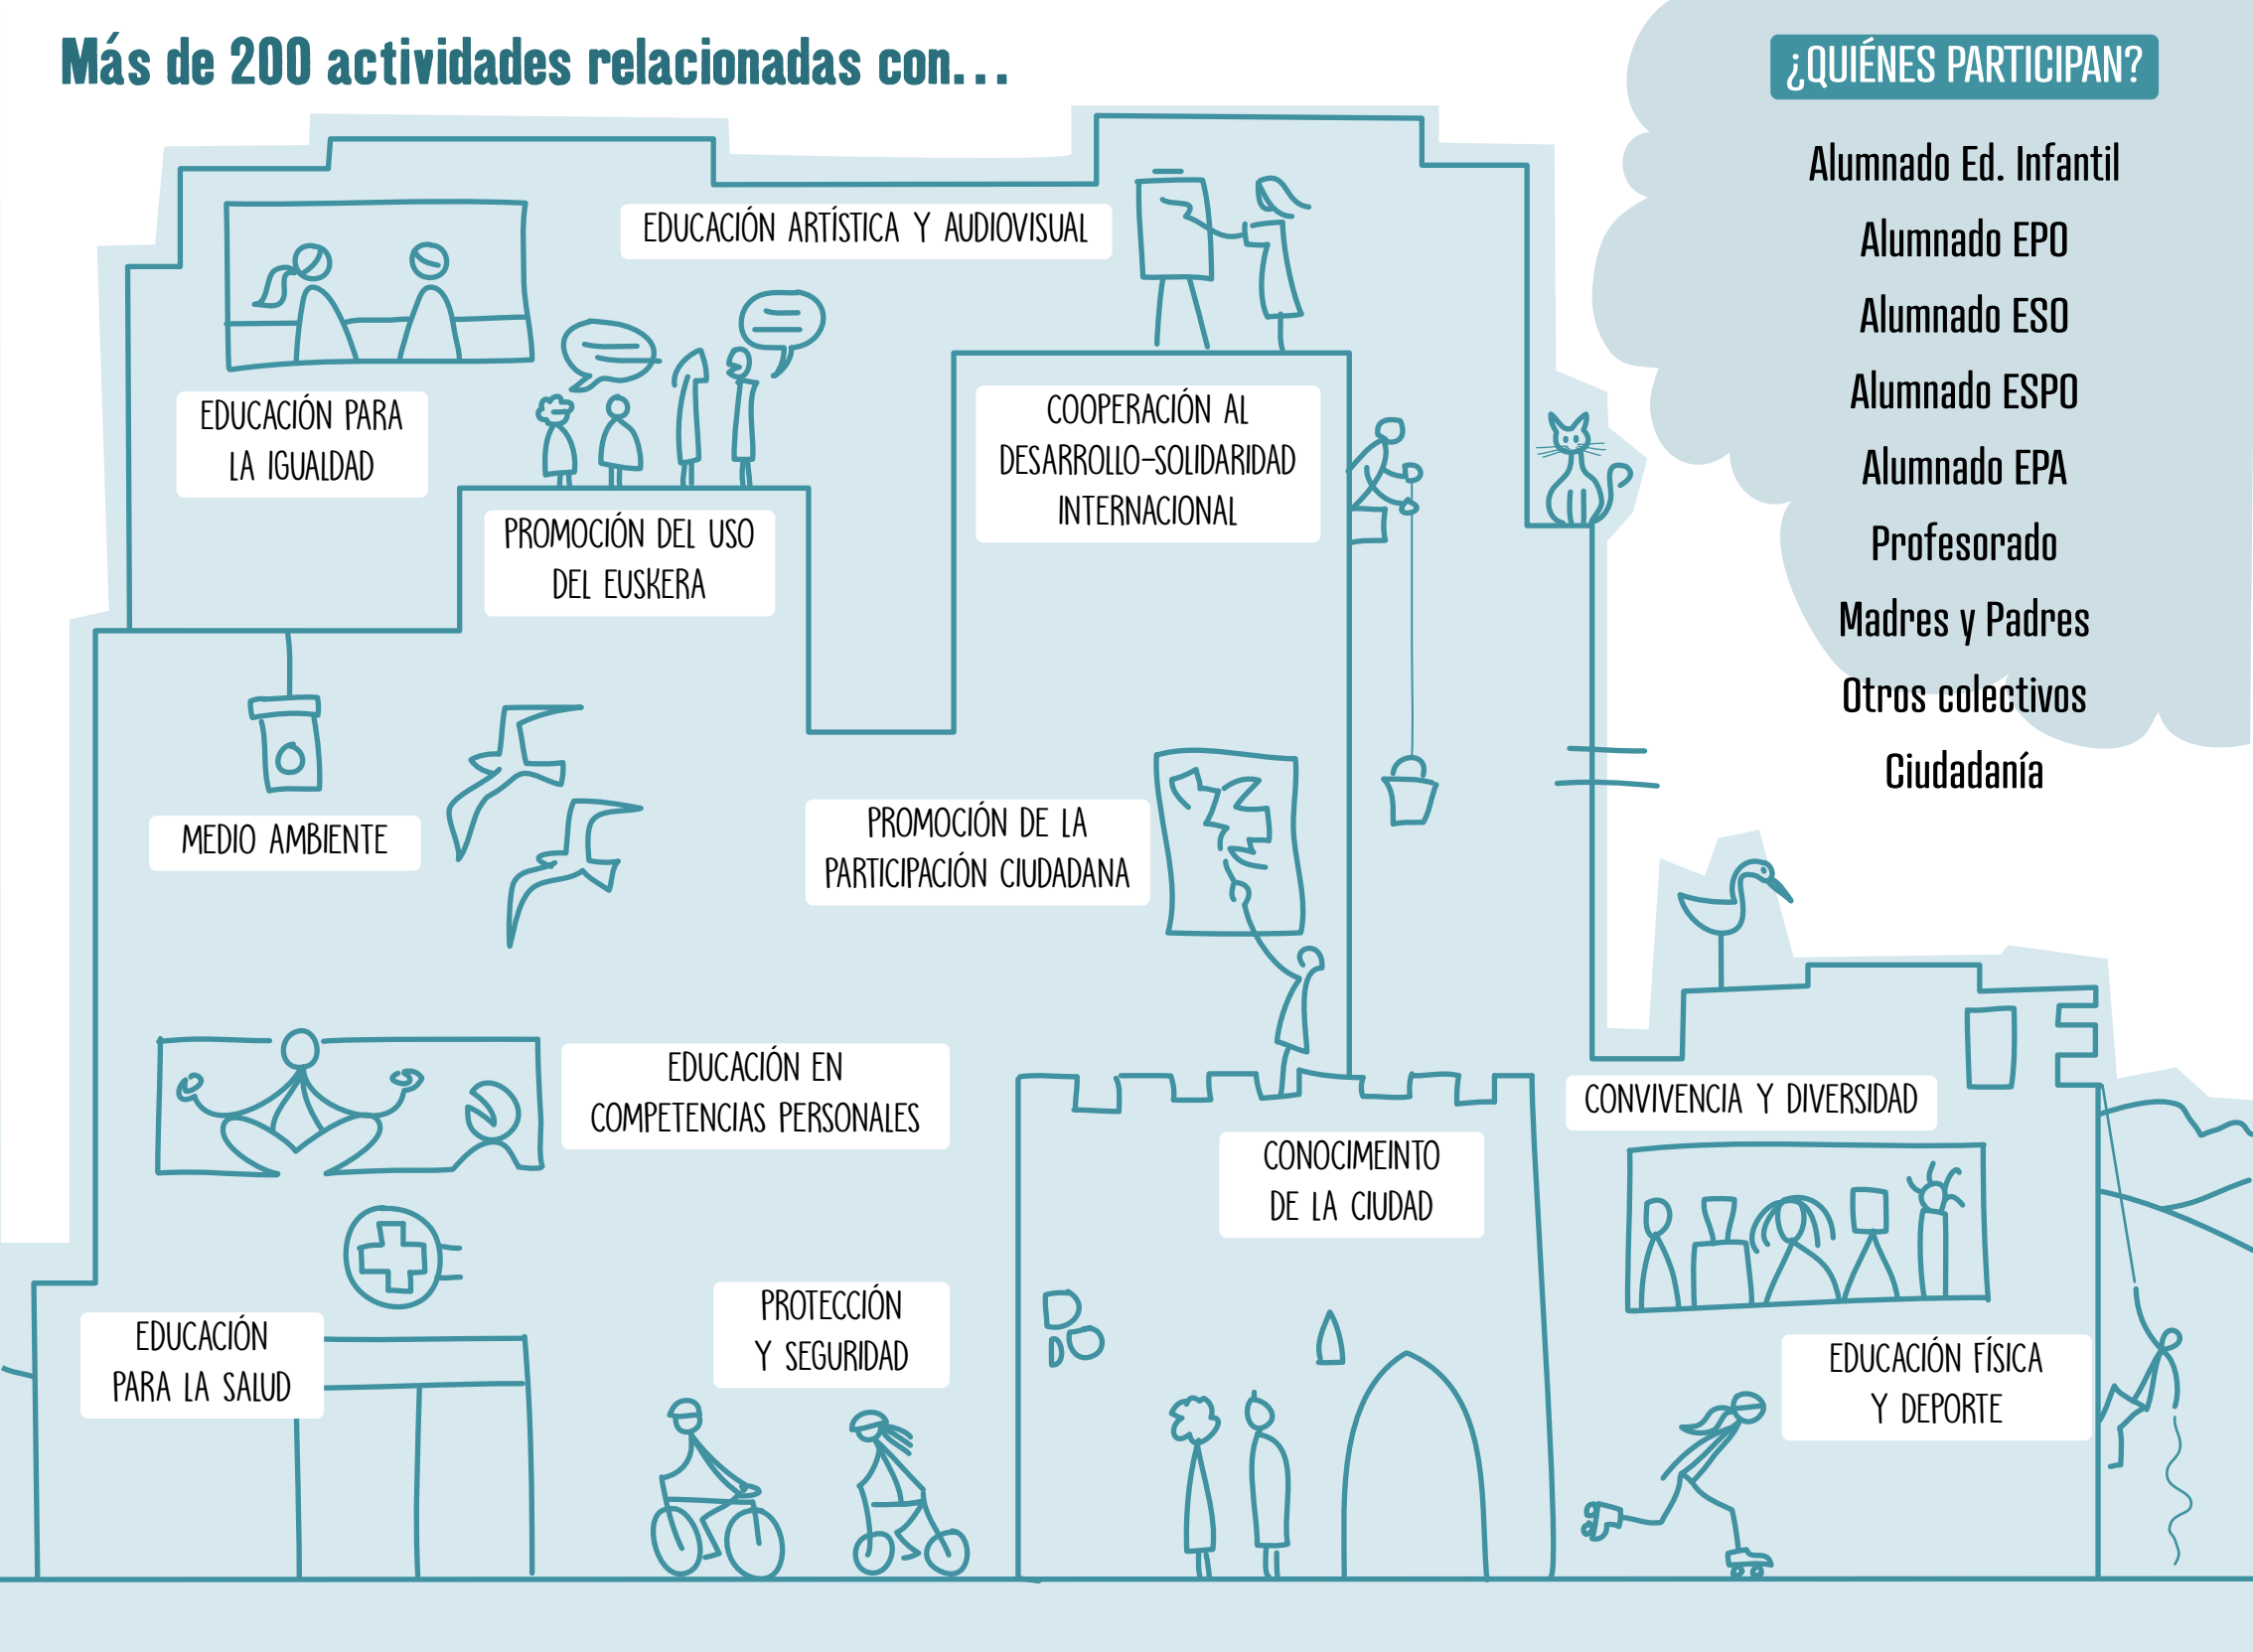 Más de 200 actividades relacionadas con...
EDUCACIÓN ARTÍSTICA Y AUDIOVISUAL
EDUCACIÓN PARA
LA IGUALDAD
COOPERACIÓN AL
DESARROLLO-SOLIDARIDAD
INTERNACIONAL
PROMOCIÓN DEL USO
DEL EUSKERA
MEDIO AMBIENTE
PROMOCIÓN DE LA
PARTICIPACIÓN CIUDADANA
EDUCACIÓN EN
COMPETENCIAS PERSONALES
CONVIVENCIA Y DIVERSIDAD
CONOCIMEINTO
DE LA CIUDAD
EDUCACIÓN
PARA LA SALUD
PROTECCIÓN
Y SEGURIDAD
EDUCACIÓN FÍSICA
Y DEPORTE
¿QUIÉNES PARTICIPAN?
Alumnado Ed. Infantil
Alumnado EPO
Alumnado ESO
Alumnado ESPO
Alumnado EPA
Profesorado
Madres y Padres
Otros colectivos
Ciudadanía